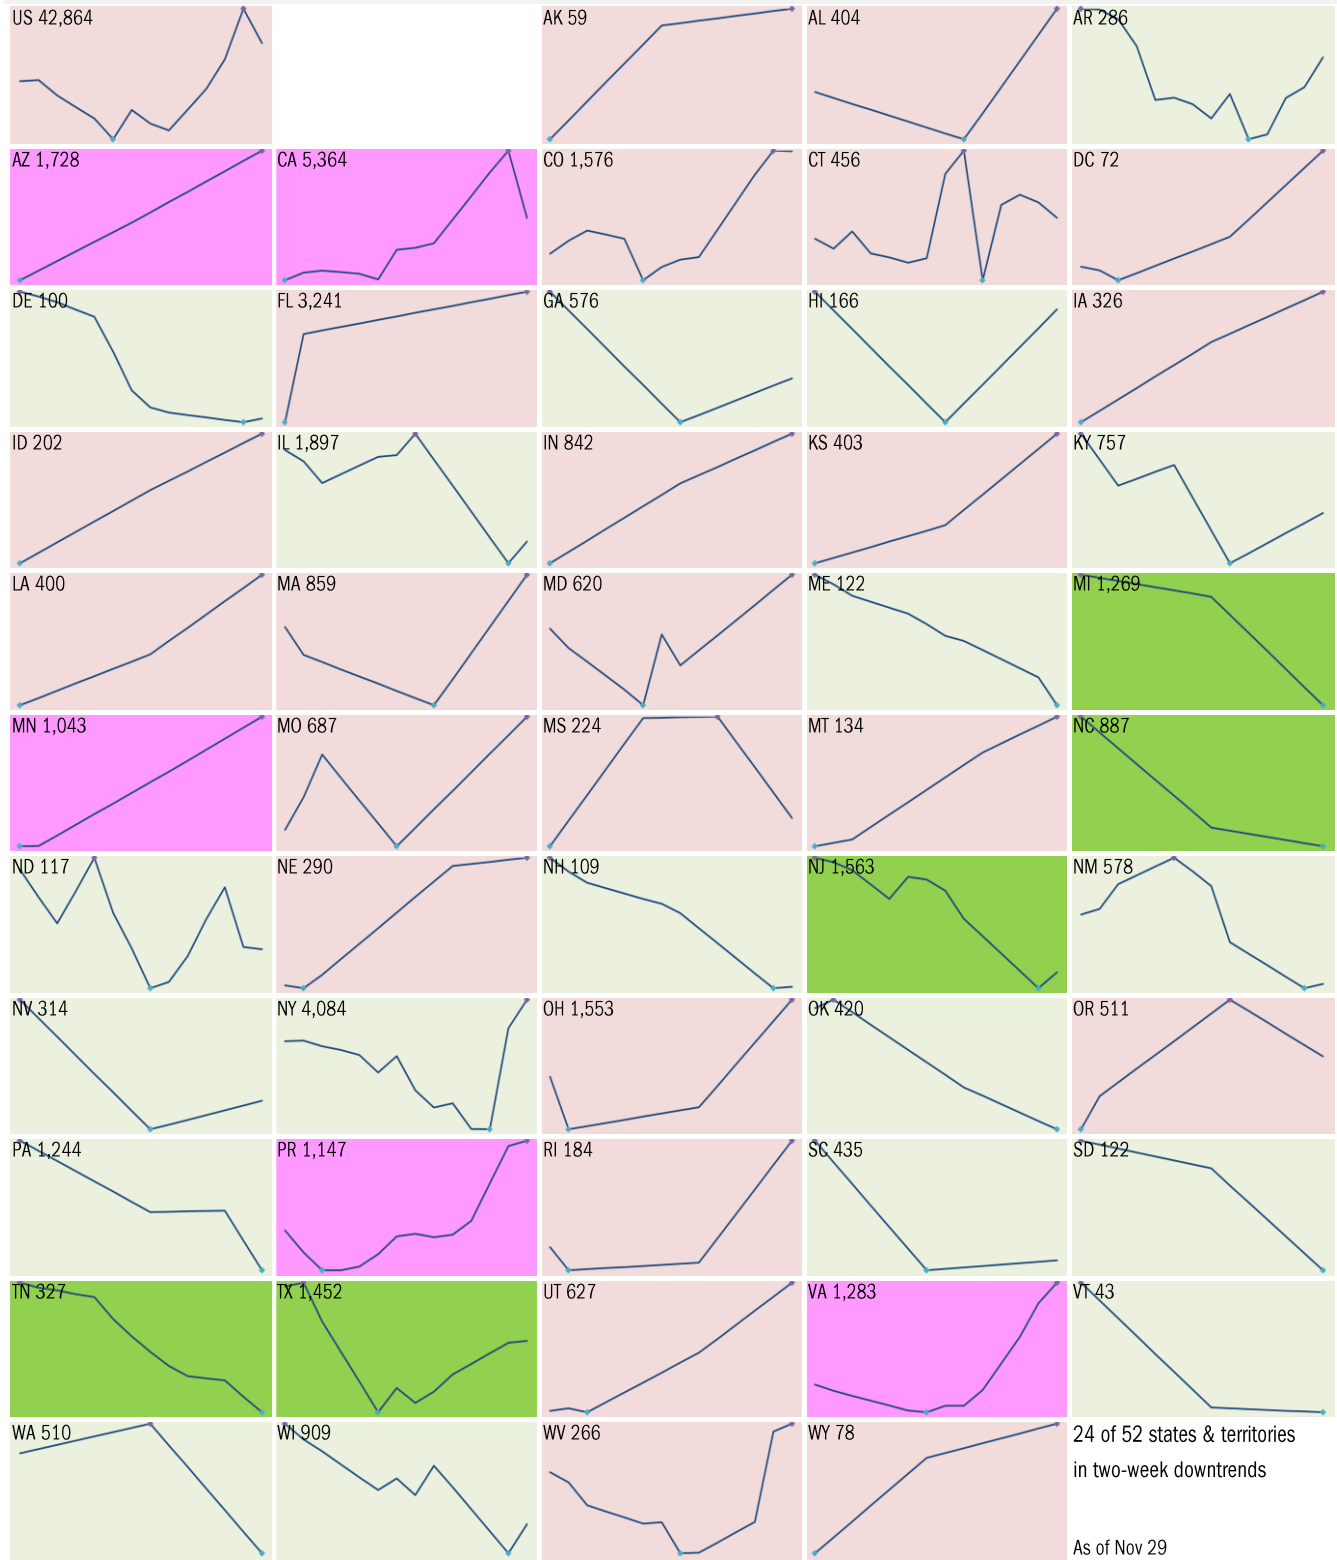 US 42,864
AK 59
AL 404
AR 286
AZ 1,728
CA 5,364
CO 1,576
CT 456
DC 72
DE 100
FL 3,241
GA 576
HI 166
IA 326
ID 202
IL 1,897
IN 842
KS 403
KY 757
LA 400
MA 859
MD 620
ME 122
MI 1,269
MN 1,043
MO 687
MS 224
MT 134
NC 887
ND 117
NE 290
NH 109
NJ 1,563
NM 578
NV 314
NY 4,084
OH 1,553
OK 420
OR 511
PA 1,244
PR 1,147
RI 184
SC 435
SD 122
TN 327
TX 1,452
UT 627
VA 1,283
VT 43
WA 510
WI 909
WV 266
WY 78
24 of 52 states & territories
in two-week downtrends
As of Nov 29